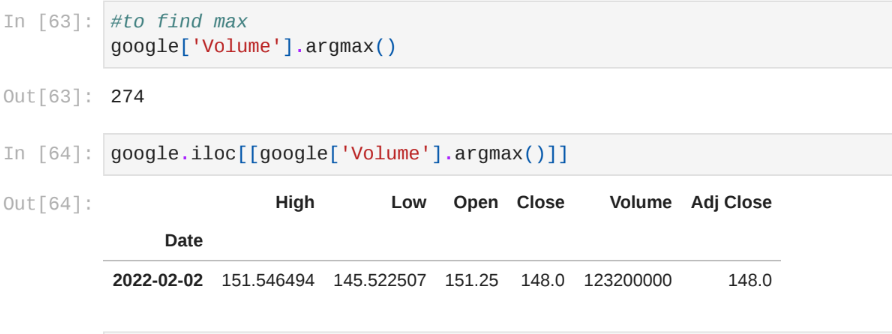 In [63]: #to find max
google['Volume'].argmax()
Out[63]: 274
In [64]: google.iloc[[google['Volume'].argmax()]]
Out[64]: High Low Open Close Volume Adj Close
Date
2022-02-02 151.546494 145.522507 151.25 148.0 123200000 148.0